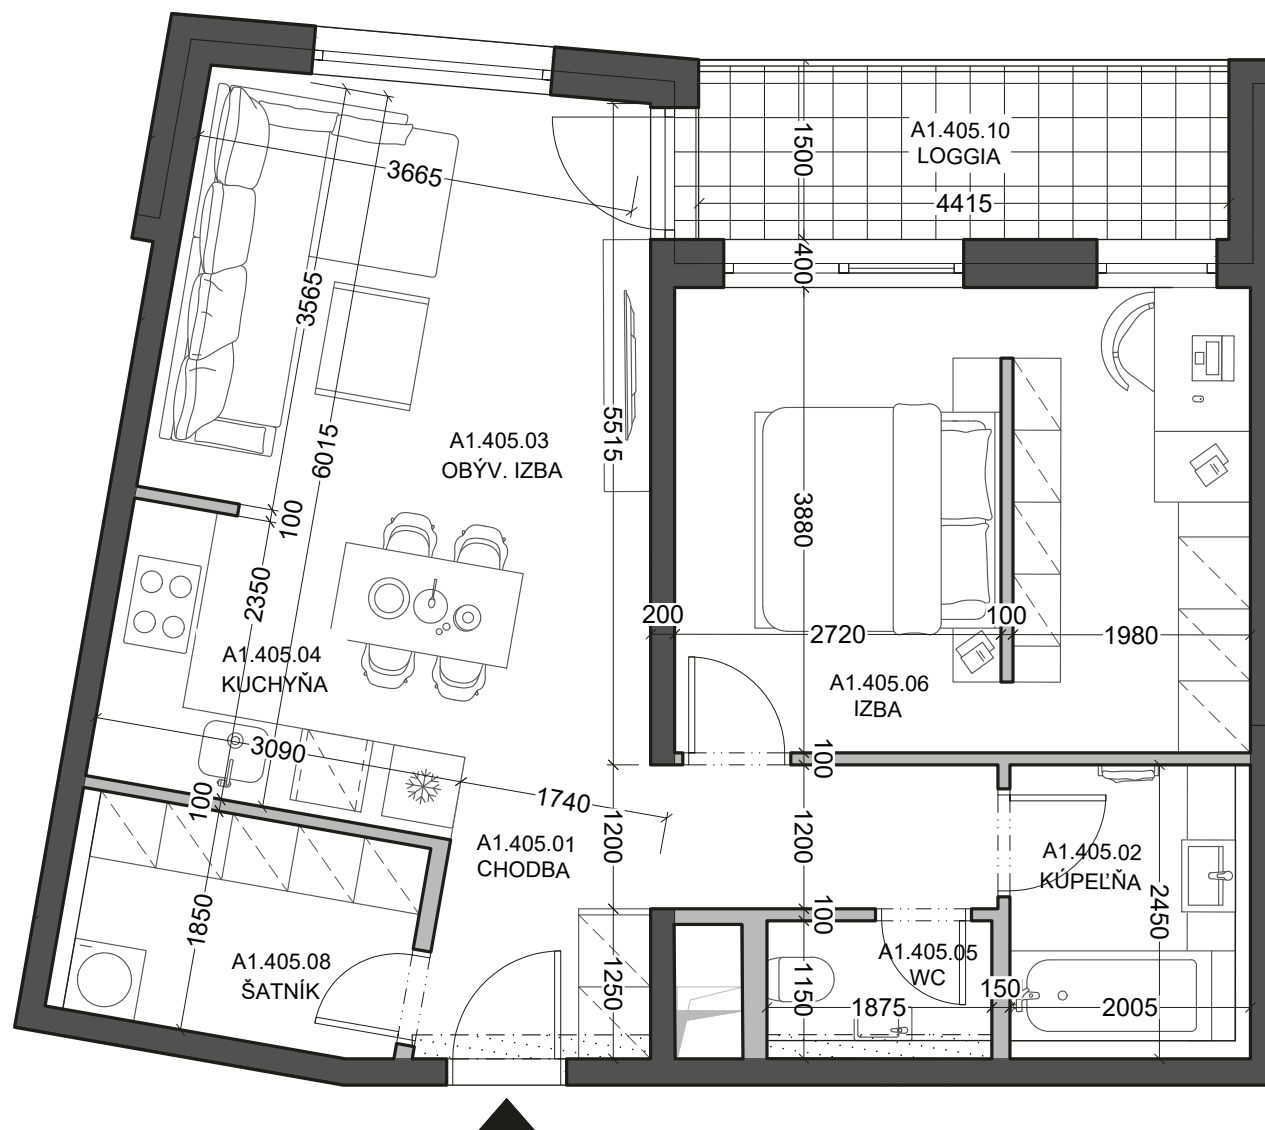 A1.405.10
LOGGIA
1500
4415
3665
400
3565
6015
5515
A1.405.03
OBÝV. IZBA
3880
100
2350
200
2720
100
1980
A1.405.04
KUCHYŇA
A1.405.06
IZBA
3090
100
100
1740
A1.405.01
CHODBA
1200
1200
A1.405.02
KÚPEĽŇA
2450
1850
100
A1.405.08
ŠATNÍK
1250
1150
A1.405.05
WC
1875
150
2005